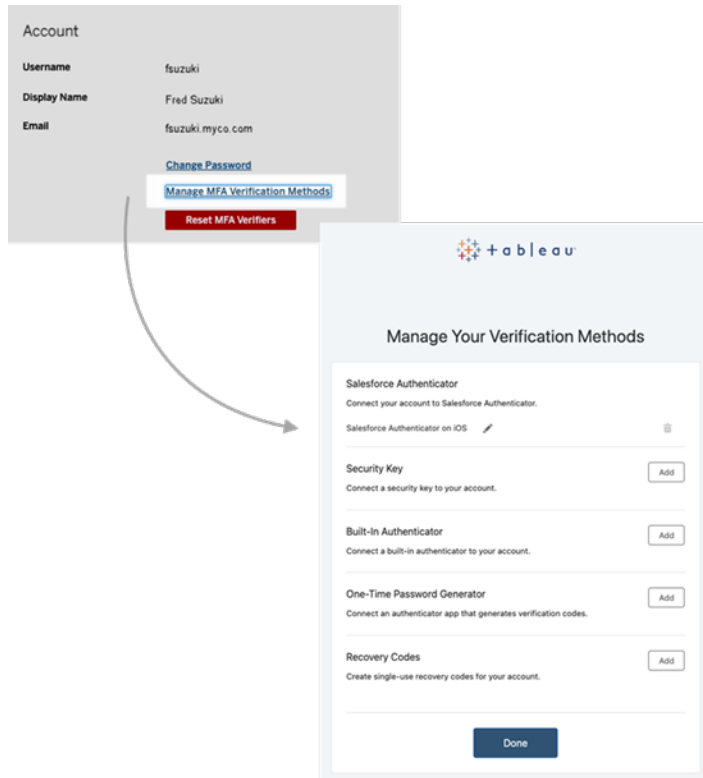 Account
Username fsuzuki
Display Name Fred Suzuki
Email fsuzuki.myco.com
Change Password
Manage MFA Verification Methods
Reset MFA Verifiers
+ableau
Manage Your Verification Methods
Salesforce Authenticator
Connect your account to Salesforce Authenticator.
Salesforce Authenticator on iOS
Security Key Add
Connect a security key to your account.
Built-In Authenticator Add
Connect a built-in authenticator to your account.
One-Time Password Generator Add
Connect an authenticator app that generates verification codes.
Recovery Codes Add
Create single-use recovery codes for your account.
Done